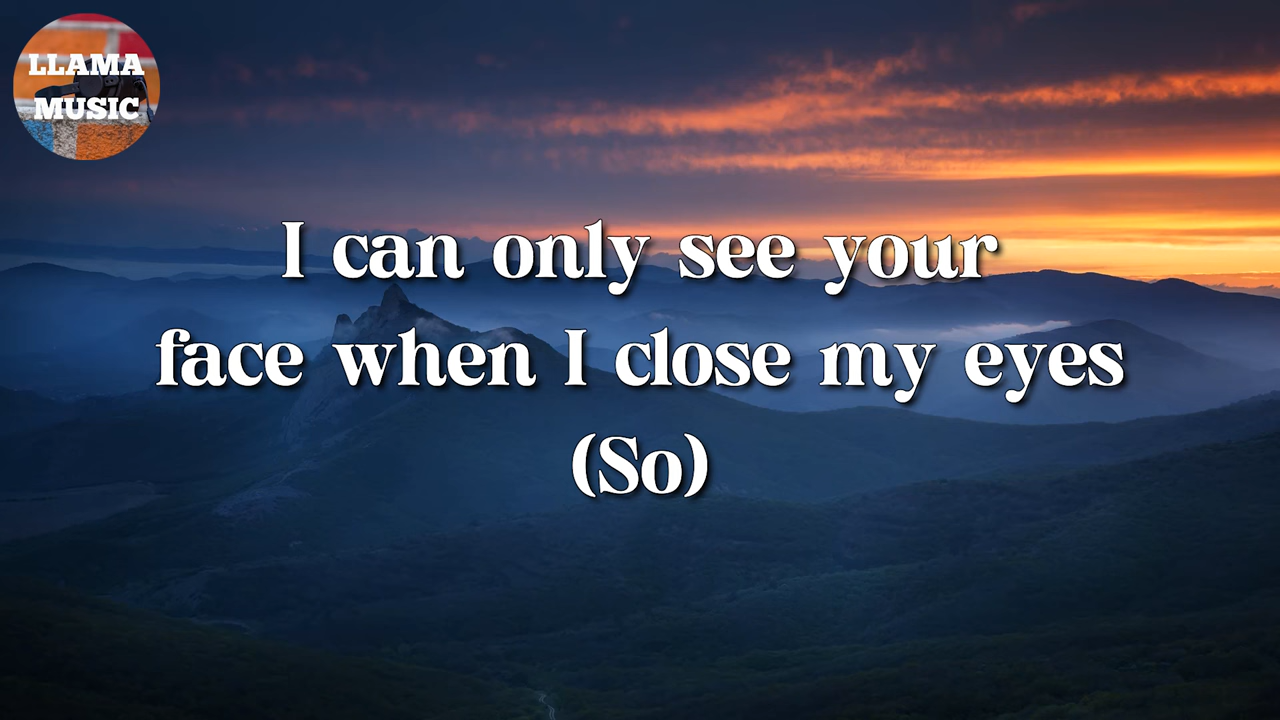 LLAMA
MUSIC
I can only see your
face when I close my eyes
(So)